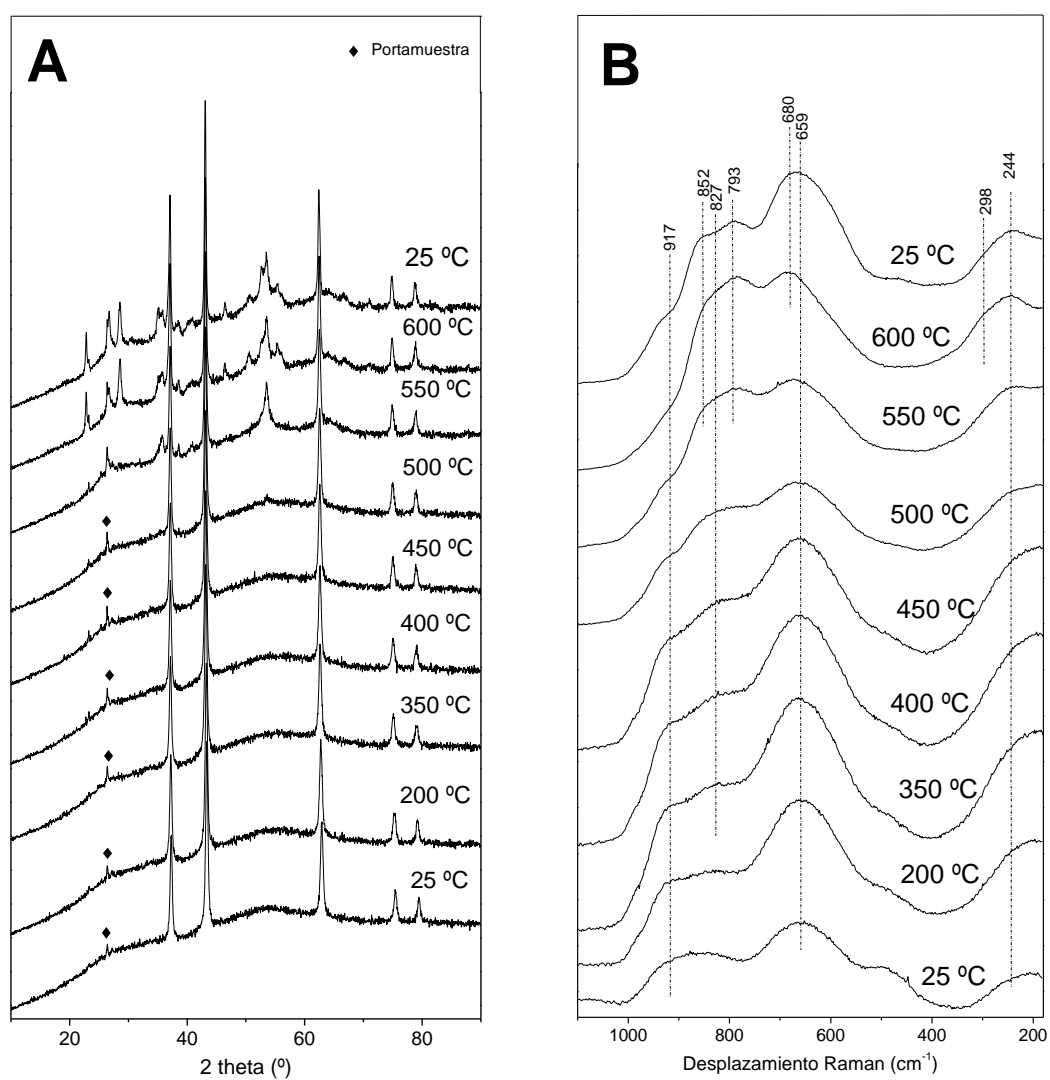 A
◆ Portamuestra
25 ºC
600 ºC
550 ºC
500 ºC
450 ºC
400 ºC
350 ºC
200 ºC
25 ºC
20 40 60 80
2 theta (º)
B
917
852
827
793
680
659
298
244
25 ºC
600 ºC
550 ºC
500 ºC
450 ºC
400 ºC
350 ºC
200 ºC
25 ºC
1000 800 600 400 200
Desplazamiento Raman (cm⁻¹)